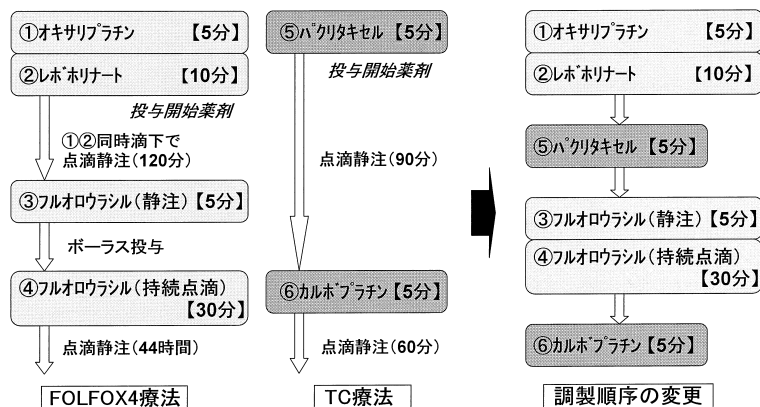 ①オキサリプラチン 【5分】
②レボホリナート 【10分】
投与開始薬剤
①②同時滴下で
点滴静注(120分)
③フルオロウラシル(静注)【5分】
ボーラス投与
④フルオロウラシル(持続点滴)
【30分】
点滴静注(44時間)
FOLFOX4療法
⑤パクリタキセル 【5分】
投与開始薬剤
点滴静注(90分)
⑥カルボプラチン【5分】
点滴静注(60分)
TC療法
①オキサリプラチン 【5分】
②レボホリナート 【10分】
⑤パクリタキセル 【5分】
③フルオロウラシル(静注)【5分】
④フルオロウラシル(持続点滴)
【30分】
⑥カルボプラチン【5分】
調製順序の変更